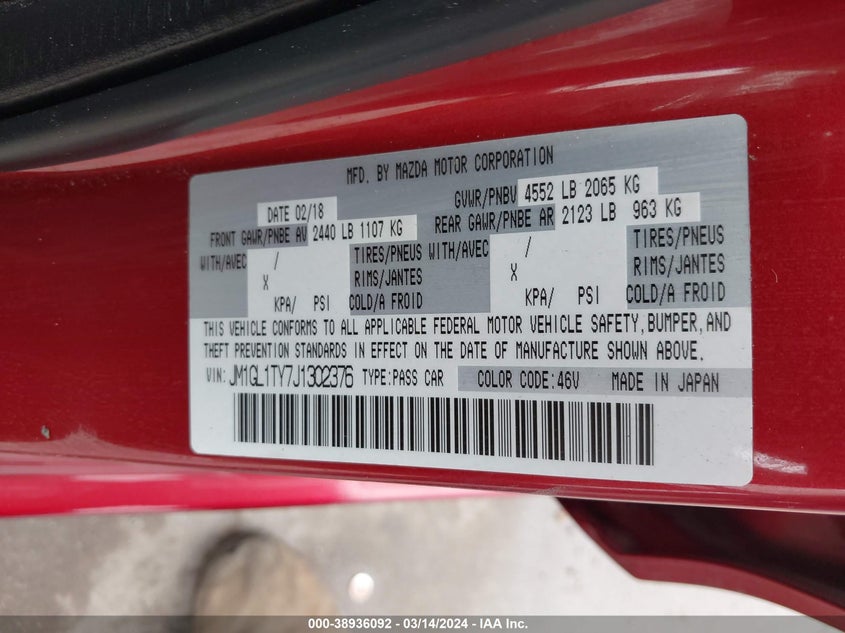 MFD. BY MAZDA MOTOR CORPORATION
DATE 02/18 GVWR/PNBV 4552 LB 2065 KG
FRONT GAWR/PNBE AV 2440 LB 1107 KG REAR GAWR/PNBE AR 2123 LB 963 KG
WITH/AVEC / TIRES/PNEUS WITH/AVEC / TIRES/PNEUS
X RIMS/JANTES X RIMS/JANTES
KPA/ PSI COLD/A FROID KPA/ PSI COLD/A FROID
THIS VEHICLE CONFORMS TO ALL APPLICABLE FEDERAL MOTOR VEHICLE SAFETY, BUMPER, AND
THEFT PREVENTION STANDARDS IN EFFECT ON THE DATE OF MANUFACTURE SHOWN ABOVE.
VIN: JM1GL1TY7J1302376 TYPE:PASS CAR COLOR CODE:46V MADE IN JAPAN
000-38936092 — 03/14/2024 — IAA Inc.